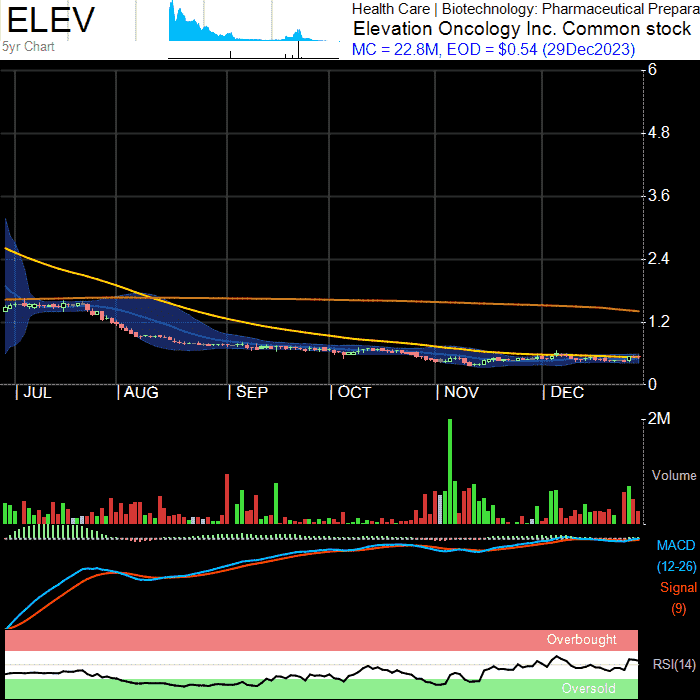 ELEV
5yr Chart
Health Care | Biotechnology: Pharmaceutical Prepara
Elevation Oncology Inc. Common stock
MC = 22.8M, EOD = $0.54 (29Dec2023)
6
4.8
3.6
2.4
1.2
0
| JUL | AUG | SEP | OCT | NOV | DEC
2M
Volume
MACD
(12-26)
Signal
(9)
Overbought
RSI(14)
Oversold